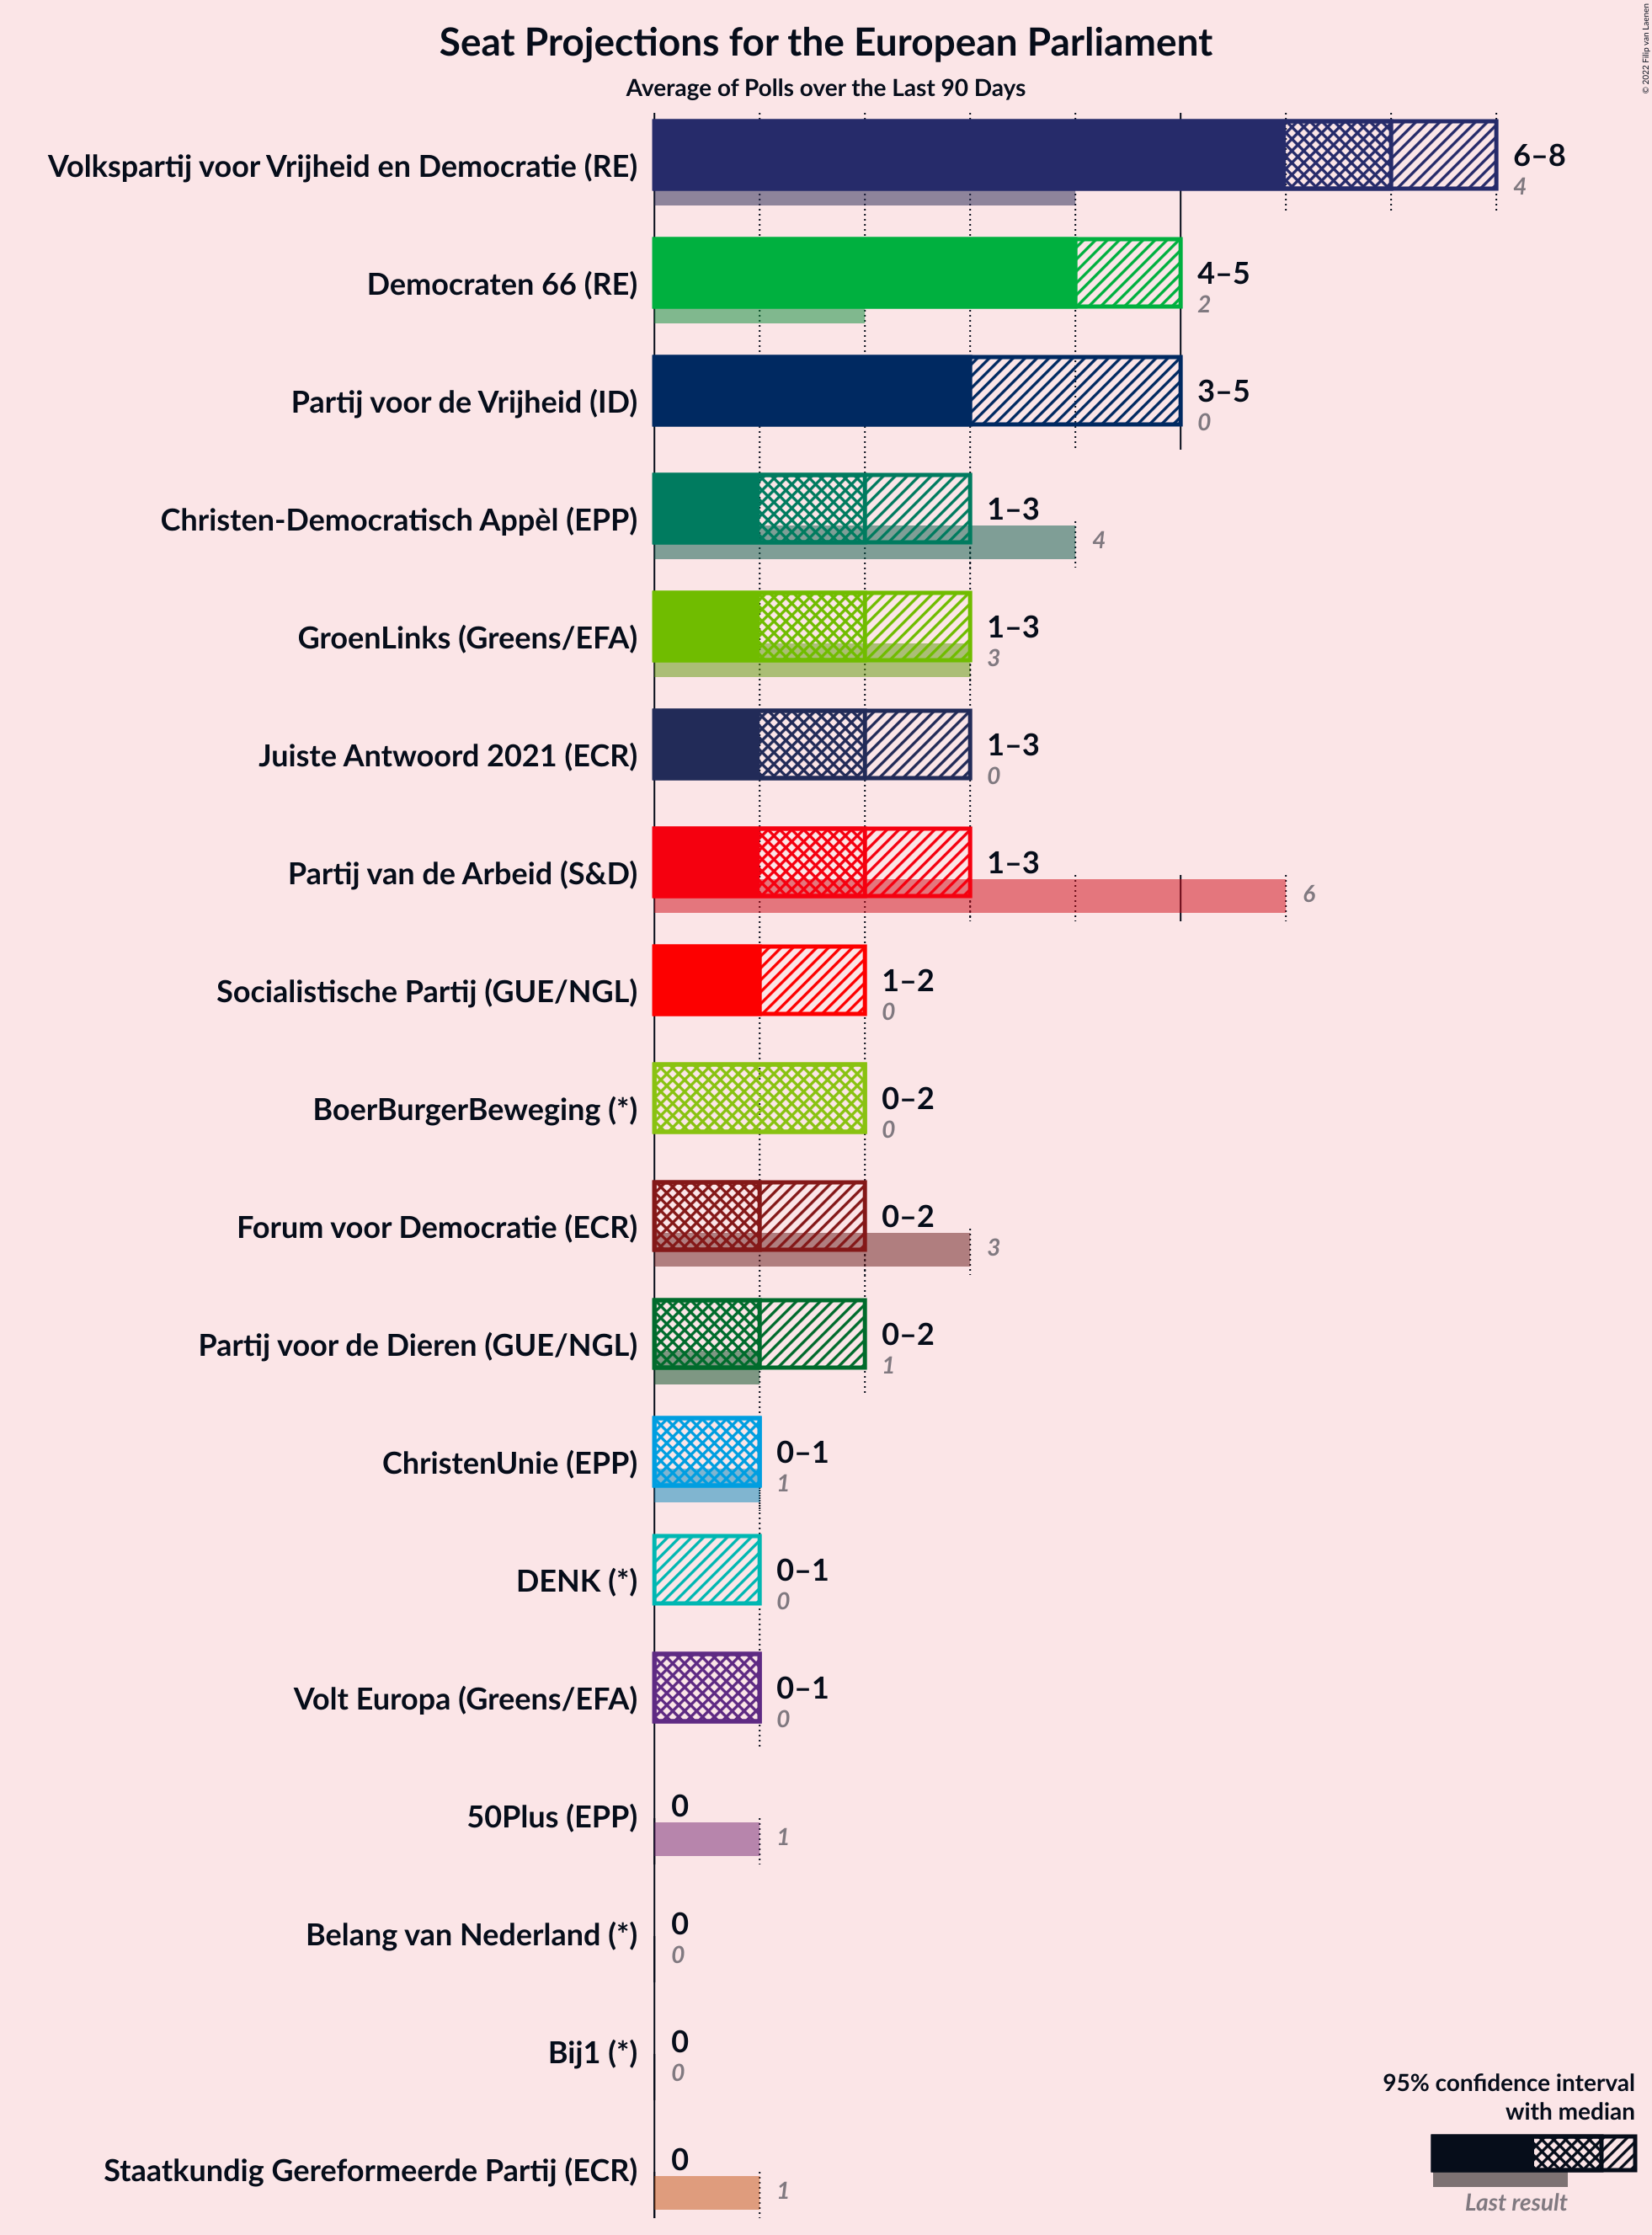 Seat Projections for the European Parliament
Average of Polls over the Last 90 Days
© 2022 Filip van Laenen
Volkspartij voor Vrijheid en Democratie (RE)
6–8
4
Democraten 66 (RE)
4–5
2
Partij voor de Vrijheid (ID)
3–5
0
Christen-Democratisch Appèl (EPP)
1–3
4
GroenLinks (Greens/EFA)
1–3
3
Juiste Antwoord 2021 (ECR)
1–3
0
Partij van de Arbeid (S&D)
1–3
6
Socialistische Partij (GUE/NGL)
1–2
0
BoerBurgerBeweging (*)
0–2
0
Forum voor Democratie (ECR)
0–2
3
Partij voor de Dieren (GUE/NGL)
0–2
1
ChristenUnie (EPP)
0–1
1
DENK (*)
0–1
0
Volt Europa (Greens/EFA)
0–1
0
50Plus (EPP)
0
1
Belang van Nederland (*)
0
0
Bij1 (*)
0
0
Staatkundig Gereformeerde Partij (ECR)
0
1
95% confidence interval
with median
Last result